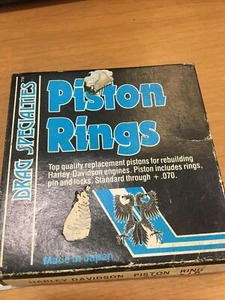 DRAG SPECIALTIES
Piston
Rings
Top quality replacement pistons for rebuilding
Harley-Davidson engines. Piston includes rings,
pin and locks. Standard through + .070.
Made in Japan
HARLEY-DAVIDSON PISTON RING